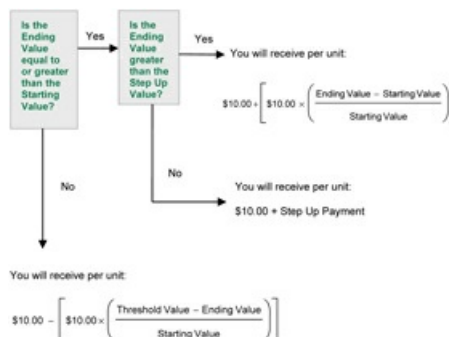 Is the
Ending
Value
equal to
or greater
than the
Starting
Value?
Yes
Is the
Ending
Value
greater
than the
Step Up
Value?
Yes
You will receive per unit:
$10.00 + [ $10.00 × ( Ending Value – Starting Value
Starting Value )
No
No
You will receive per unit:
$10.00 + Step Up Payment
You will receive per unit:
$10.00 – [ $10.00 × ( Threshold Value – Ending Value
Starting Value ) ]